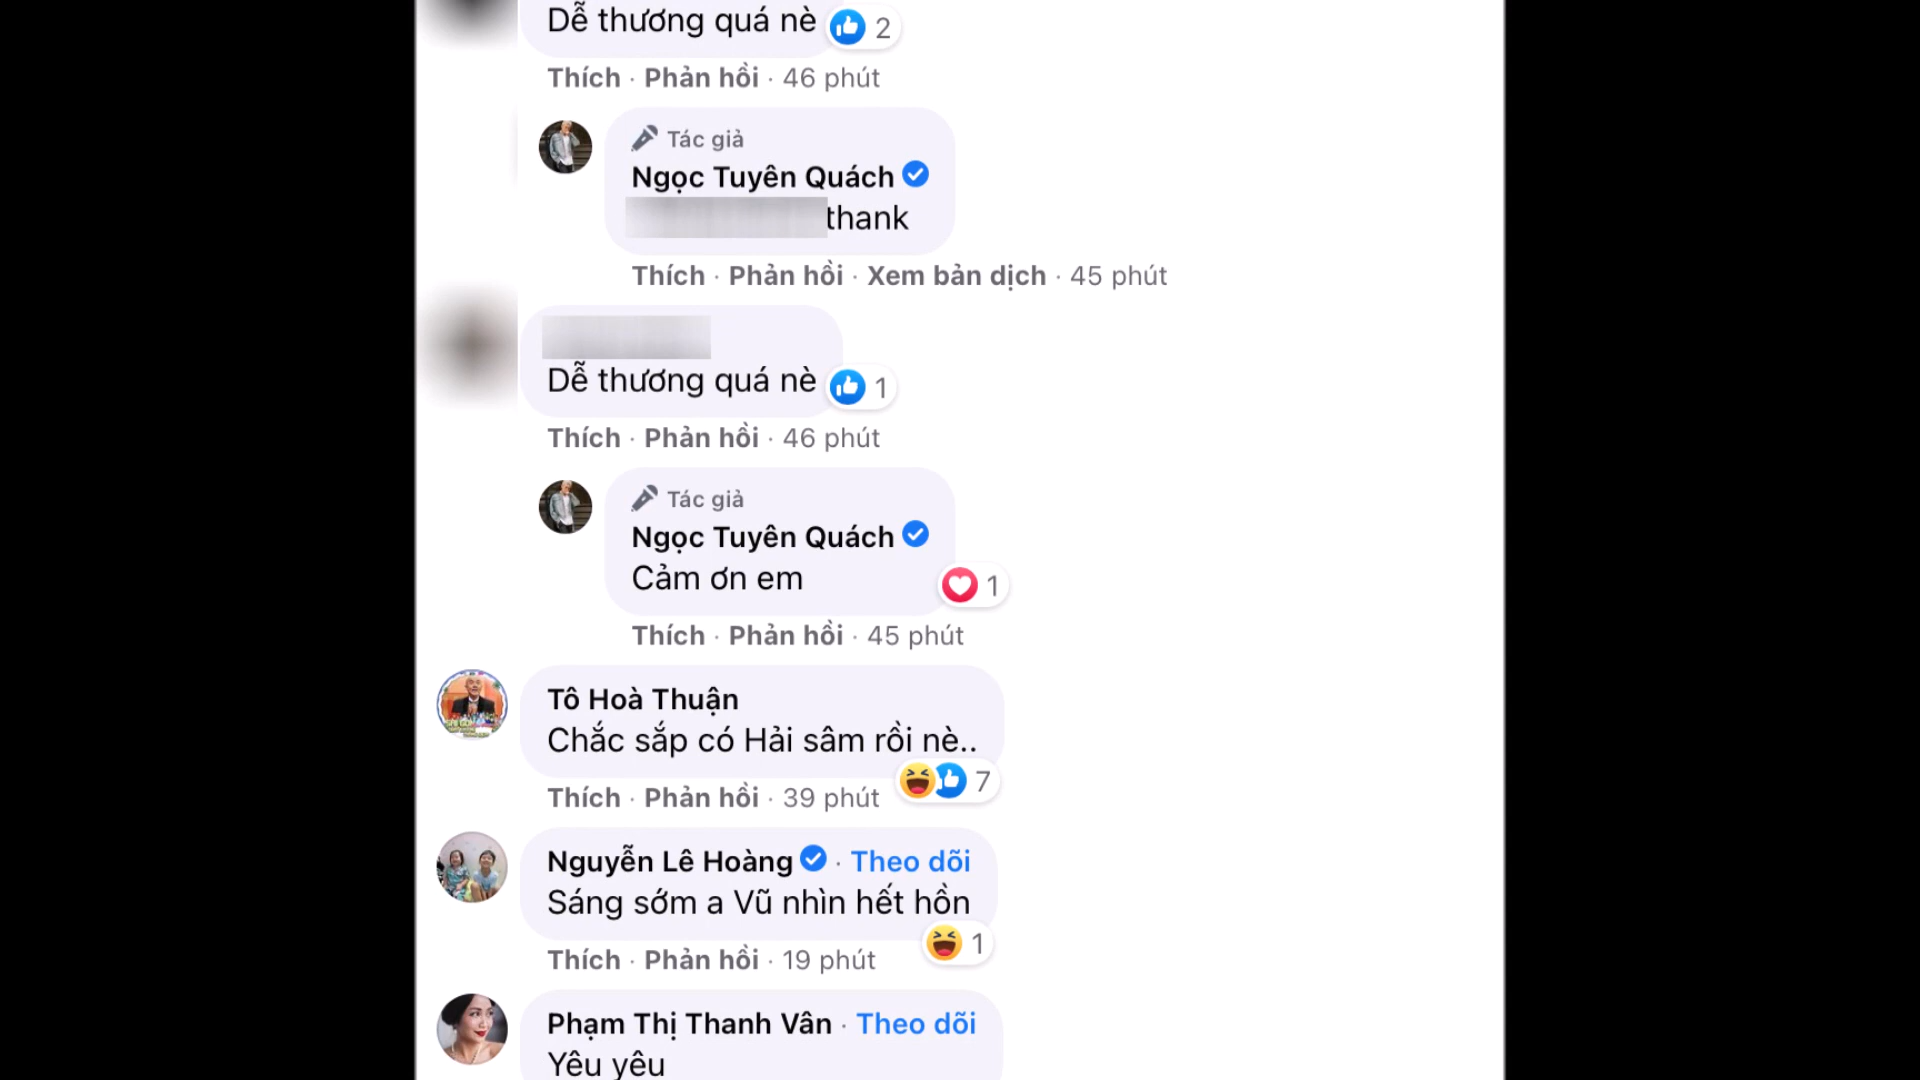 Dễ thương quá nè 2
Thích · Phản hồi · 46 phút
Tác giả
Ngọc Tuyên Quách
thank
Thích · Phản hồi · Xem bản dịch · 45 phút
Dễ thương quá nè 1
Thích · Phản hồi · 46 phút
Tác giả
Ngọc Tuyên Quách
Cảm ơn em 1
Thích · Phản hồi · 45 phút
Tô Hoà Thuận
Chắc sắp có Hải sâm rồi nè..
7
Thích · Phản hồi · 39 phút
Nguyễn Lê Hoàng · Theo dõi
Sáng sớm a Vũ nhìn hết hồn
1
Thích · Phản hồi · 19 phút
Phạm Thị Thanh Vân · Theo dõi
Yêu yêu